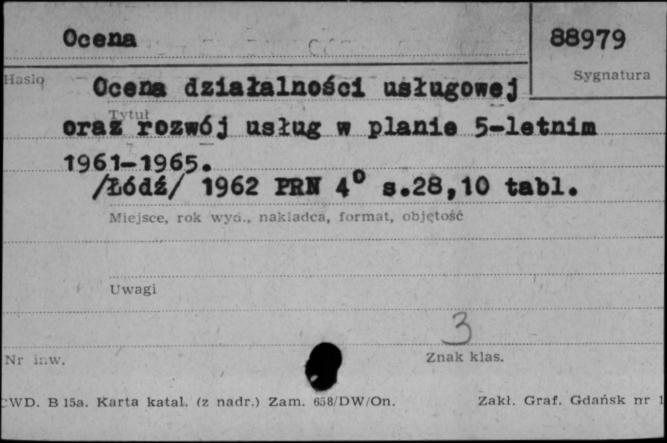 Ocena
88979
Hasło
Sygnatura
Ocena działalności usługowej
Tytuł
oraz rozwój usług w planie 5-letnim
1961-1965.
/Łódź/ 1962 PRN 4° s.28,10 tabl.
Miejsce, rok wyd., nakładca, format, objętość
Uwagi
3
Nr inw.
Znak klas.
CWD. B 15a. Karta katal. (z nadr.) Zam. 658/DW/On.
Zakł. Graf. Gdańsk nr 1